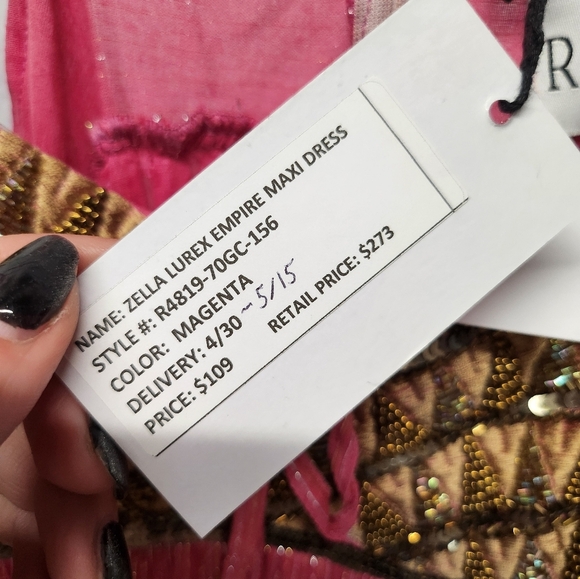 R
NAME: ZELLA LUREX EMPIRE MAXI DRESS
STYLE #: R4819-70GC-156
COLOR: MAGENTA
DELIVERY: 4/30 - 5/15
PRICE: $109
RETAIL PRICE: $273